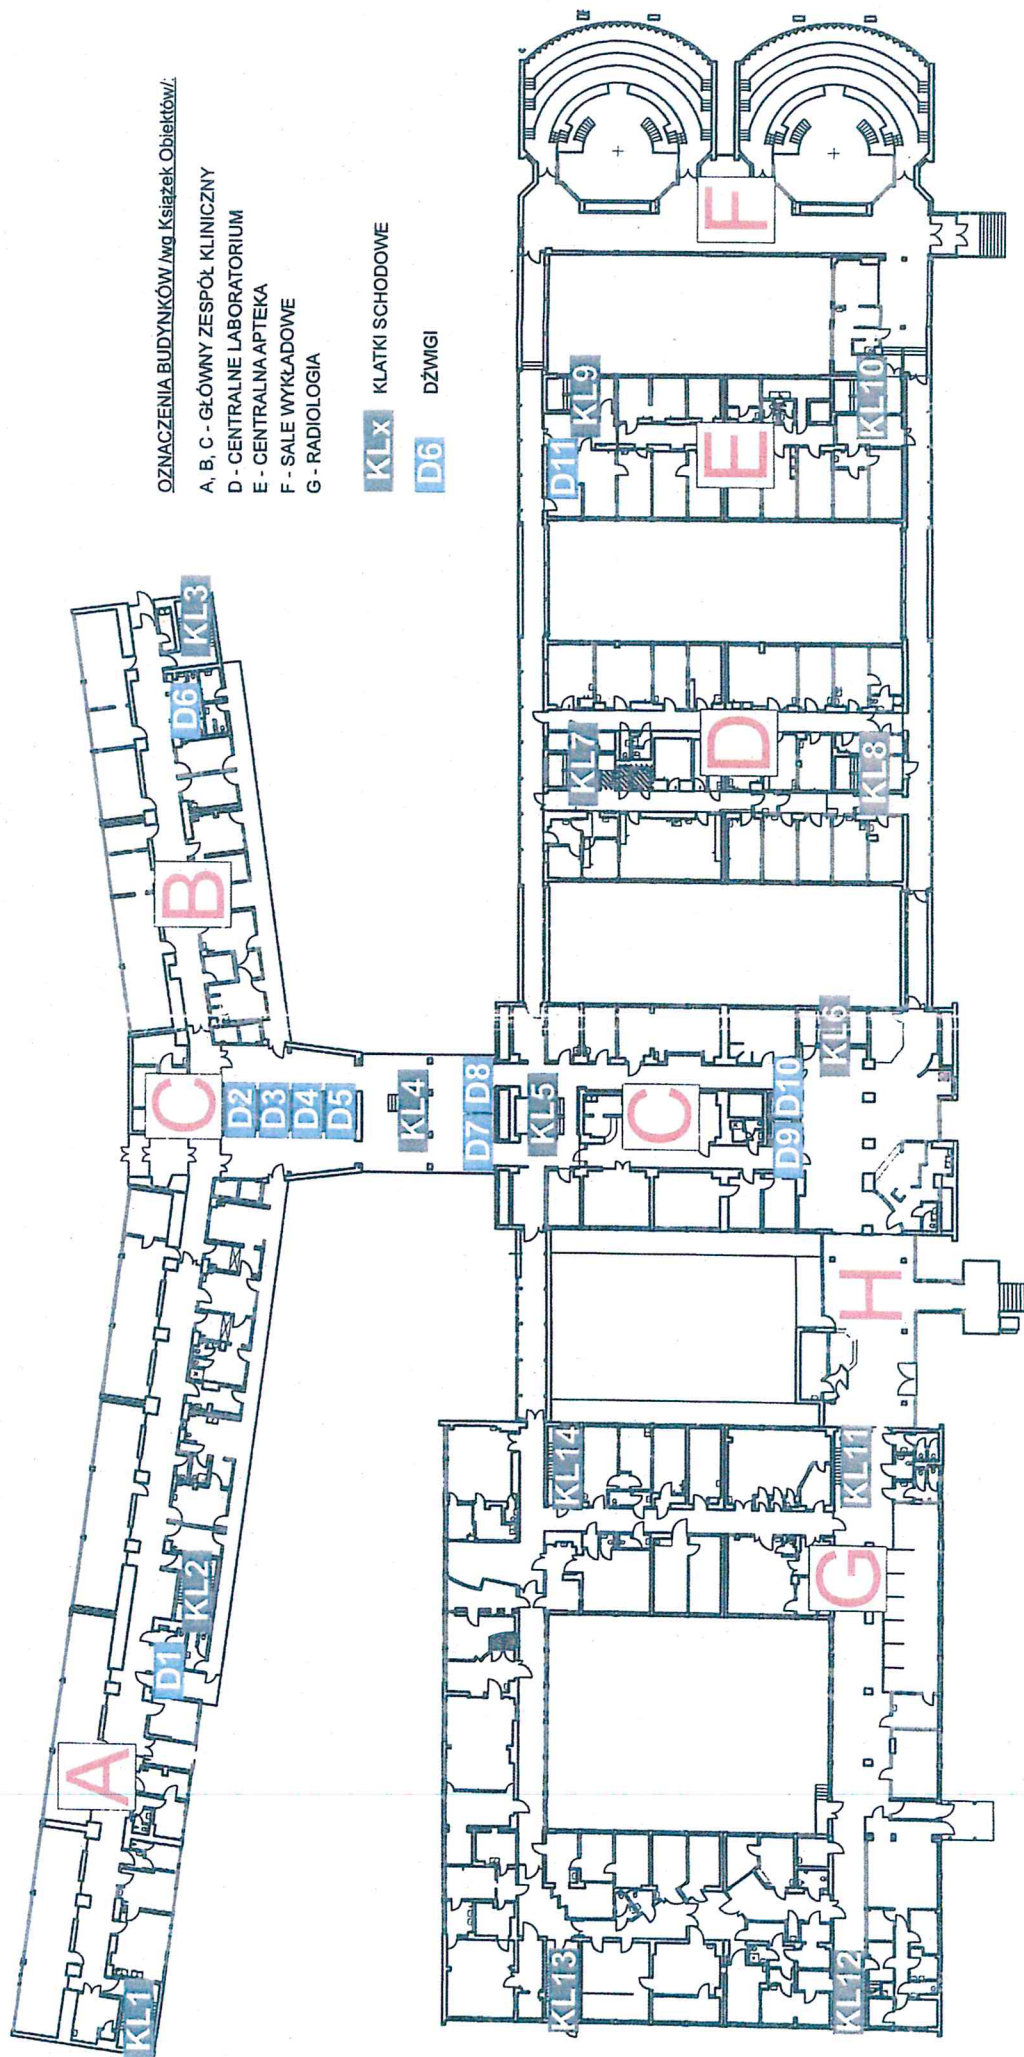 OZNACZENIA BUDYNKÓW /wg Książek Obiektów/:
A, B, C - GŁÓWNY ZESPÓŁ KLINICZNY
D - CENTRALNE LABORATORIUM
E - CENTRALNA APTEKA
F - SALE WYKŁADOWE
G - RADIOLOGIA
KLx KLATKI SCHODOWE
D6 DŹWIGI
A
B
C
KL1
D1
KL2
D2
D3
D4
D5
D6
KL3
KL4
D7 D8
KL5
C
D9 D10
KL6
KL7
D
KL8
D11
KL9
E
KL10
F
H
KL14
KL11
G
KL13
KL12
E